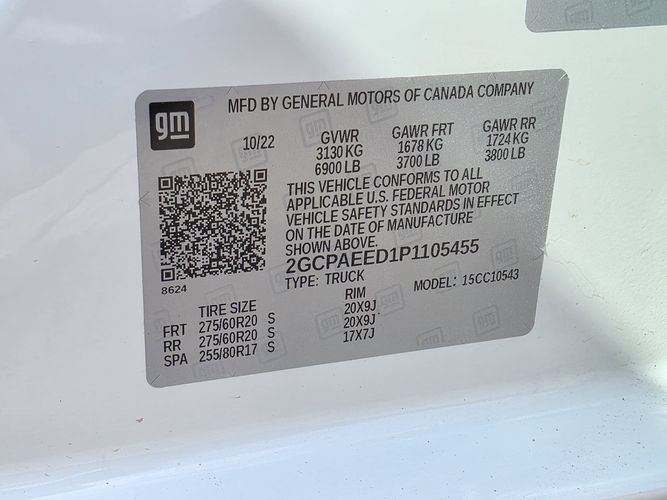 gm
MFD BY GENERAL MOTORS OF CANADA COMPANY
10/22 GVWR GAWR FRT GAWR RR
3130 KG 1678 KG 1724 KG
6900 LB 3700 LB 3800 LB
THIS VEHICLE CONFORMS TO ALL
APPLICABLE U.S. FEDERAL MOTOR
VEHICLE SAFETY STANDARDS IN EFFECT
ON THE DATE OF MANUFACTURE
SHOWN ABOVE.
2GCPAEED1P1105455
8624
TYPE: TRUCK MODEL: 15CC10543
TIRE SIZE RIM
FRT 275/60R20 S 20X9J
RR 275/60R20 S 20X9J
SPA 255/80R17 S 17X7J